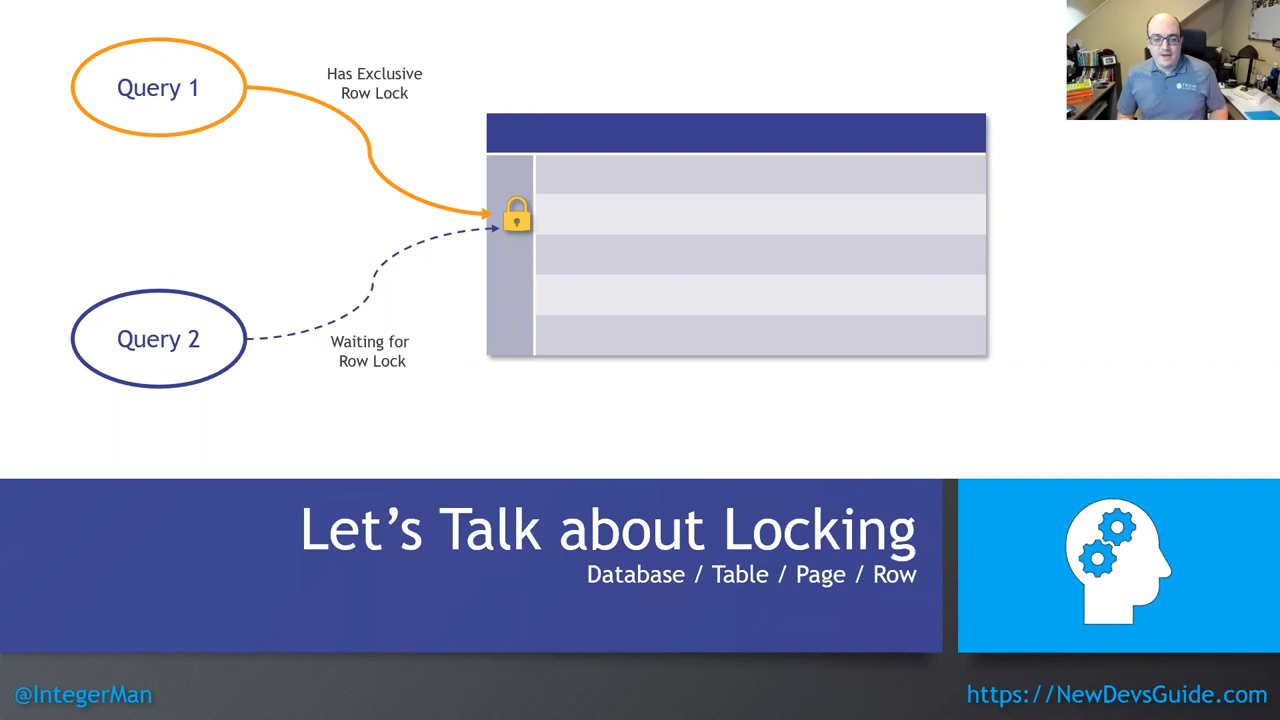 Query 1
Has Exclusive
Row Lock
Query 2
Waiting for
Row Lock
Let’s Talk about Locking
Database / Table / Page / Row
@IntegerMan
https://NewDevsGuide.com